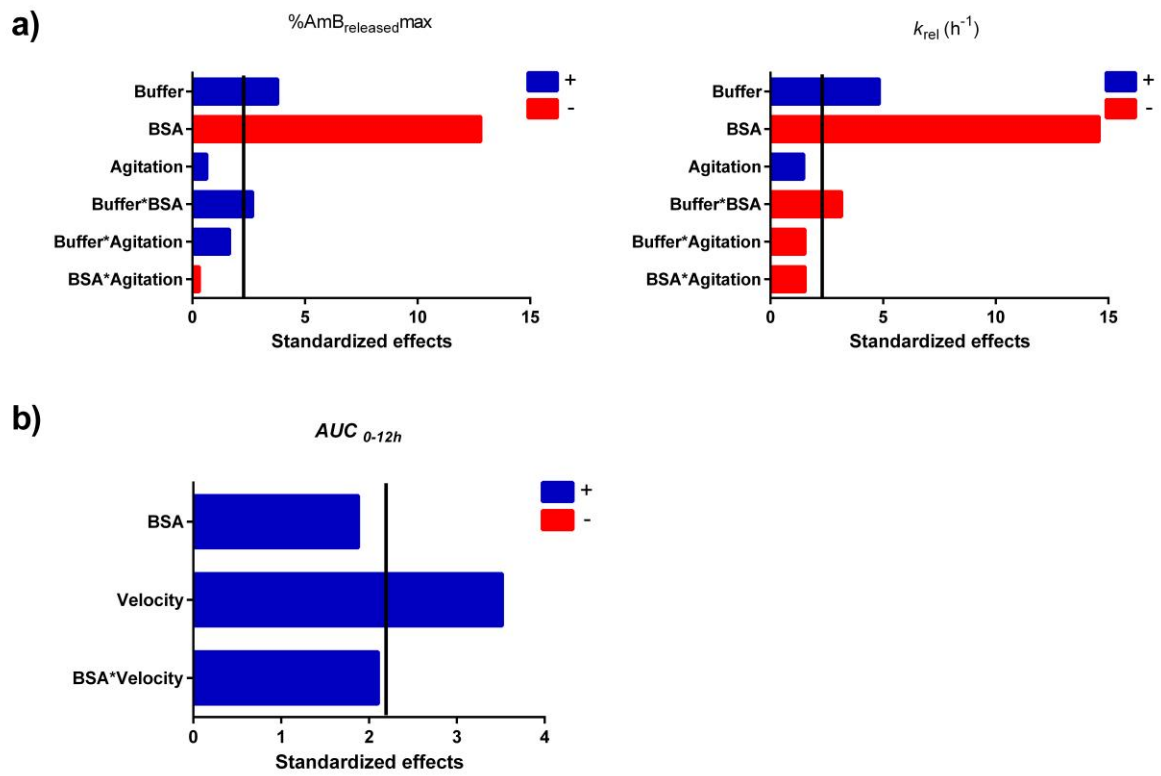 a)
%AmBreleasedmax
+
-
Buffer
BSA
Agitation
Buffer*BSA
Buffer*Agitation
BSA*Agitation
0 5 10 15
Standardized effects
krel (h-1)
+
-
Buffer
BSA
Agitation
Buffer*BSA
Buffer*Agitation
BSA*Agitation
0 5 10 15
Standardized effects
b)
AUC 0-12h
+
-
BSA
Velocity
BSA*Velocity
0 1 2 3 4
Standardized effects